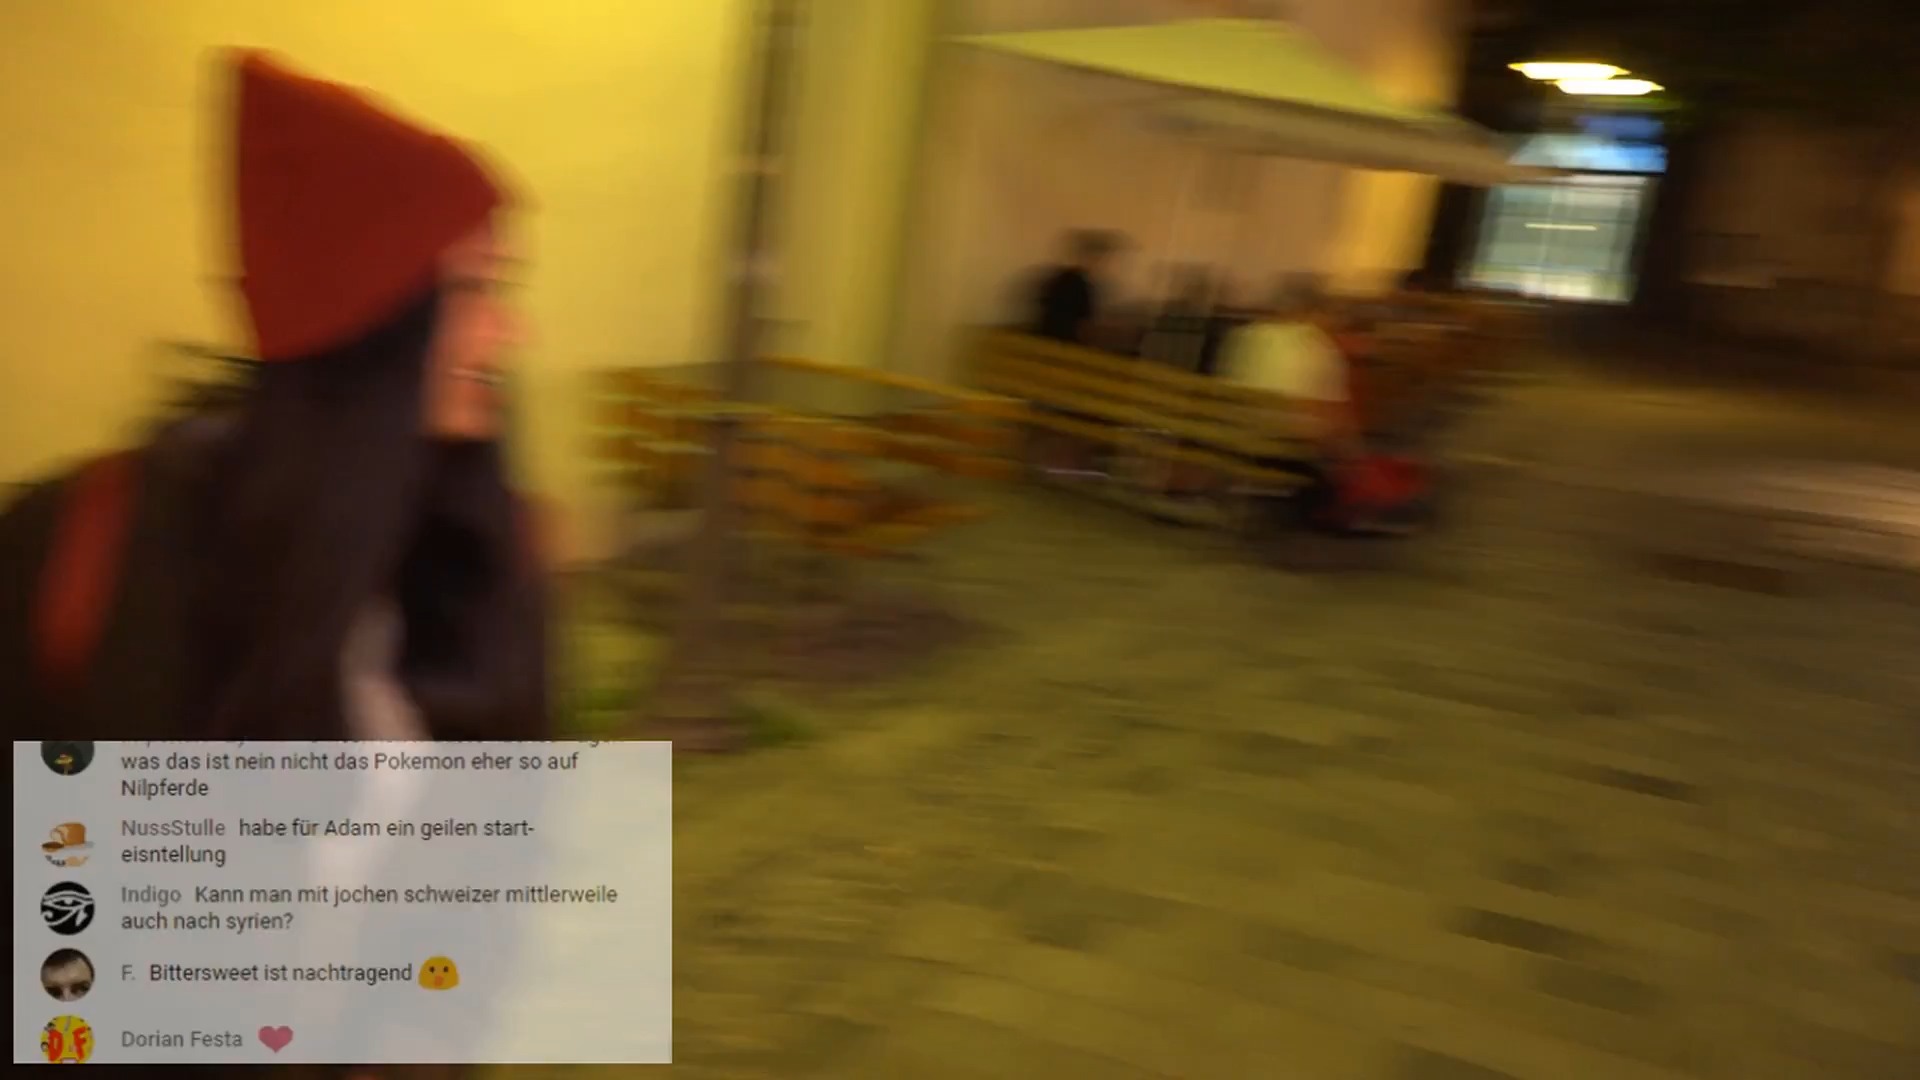 was das ist nein nicht das Pokemon eher so auf
Nilpferde
NussStulle habe für Adam ein geilen start-
eisntellung
Indigo Kann man mit jochen schweizer mittlerweile
auch nach syrien?
F. Bittersweet ist nachtragend
Dorian Festa